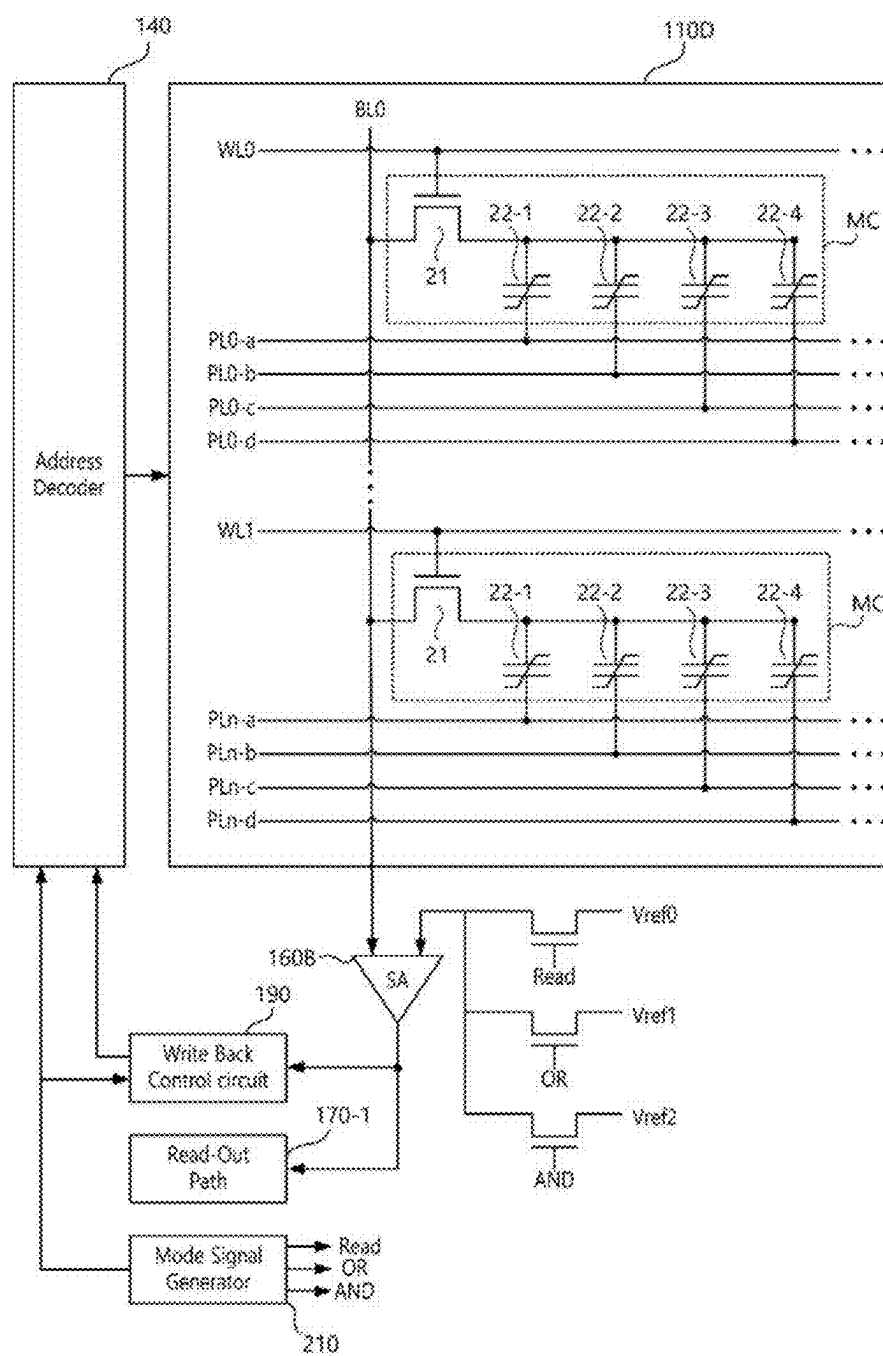 140
110D
BL0
WL0
22-1 22-2 22-3 22-4
MC
21
PL0-a
PL0-b
PL0-c
PL0-d
Address
Decoder
WL1
22-1 22-2 22-3 22-4
MC
21
PLn-a
PLn-b
PLn-c
PLn-d
160B
SA
Vref0
Read
190
Write Back
Control circuit
Vref1
OR
170-1
Read-Out
Path
Vref2
AND
Mode Signal
Generator
Read
OR
AND
210